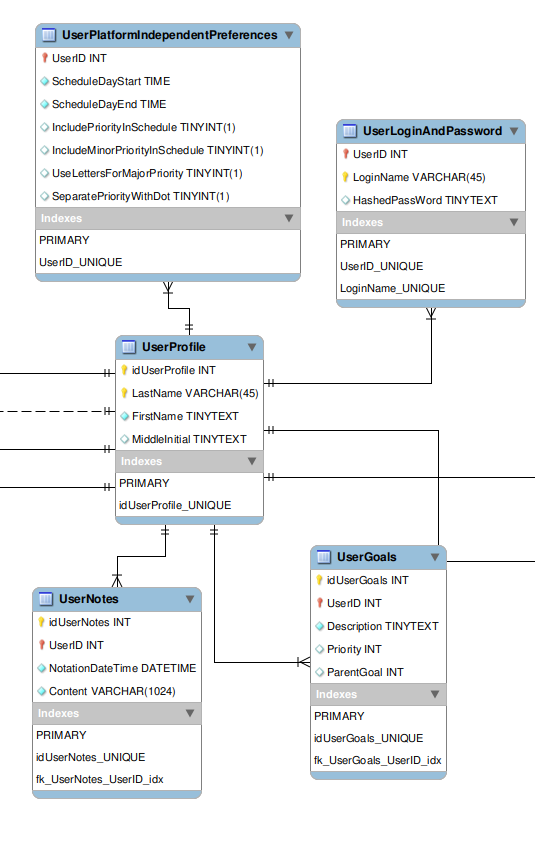 UserPlatformIndependentPreferences
UserID INT
ScheduleDayStart TIME
ScheduleDayEnd TIME
IncludePriorityInSchedule TINYINT(1)
IncludeMinorPriorityInSchedule TINYINT(1)
UseLettersForMajorPriority TINYINT(1)
SeparatePriorityWithDot TINYINT(1)
Indexes
PRIMARY
UserID_UNIQUE
UserLoginAndPassword
UserID INT
LoginName VARCHAR(45)
HashedPassWord TINYTEXT
Indexes
PRIMARY
UserID_UNIQUE
LoginName_UNIQUE
UserProfile
idUserProfile INT
LastName VARCHAR(45)
FirstName TINYTEXT
MiddleInitial TINYTEXT
Indexes
PRIMARY
idUserProfile_UNIQUE
UserNotes
idUserNotes INT
UserID INT
NotationDateTime DATETIME
Content VARCHAR(1024)
Indexes
PRIMARY
idUserNotes_UNIQUE
fk_UserNotes_UserID_idx
UserGoals
idUserGoals INT
UserID INT
Description TINYTEXT
Priority INT
ParentGoal INT
Indexes
PRIMARY
idUserGoals_UNIQUE
fk_UserGoals_UserID_idx